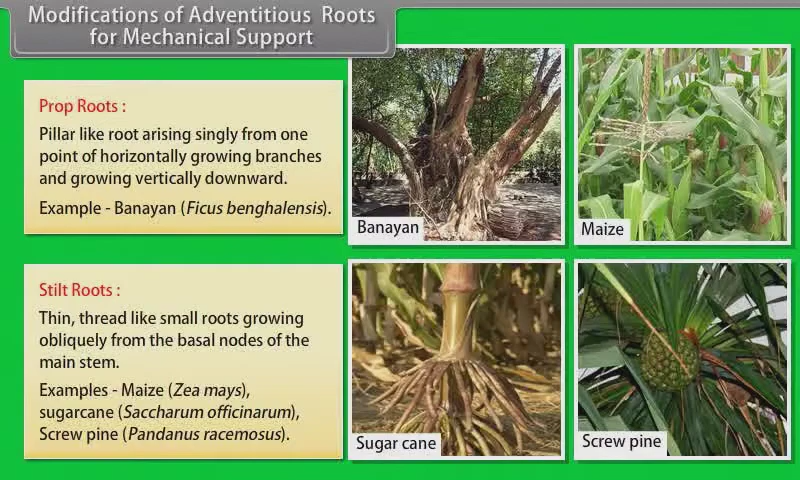 Modifications of Adventitious Roots
for Mechanical Support
Prop Roots :
Pillar like root arising singly from one
point of horizontally growing branches
and growing vertically downward.
Example - Banayan (Ficus benghalensis).
Banayan
Maize
Stilt Roots :
Thin, thread like small roots growing
obliquely from the basal nodes of the
main stem.
Examples - Maize (Zea mays),
sugarcane (Saccharum officinarum),
Screw pine (Pandanus racemosus).
Sugar cane
Screw pine